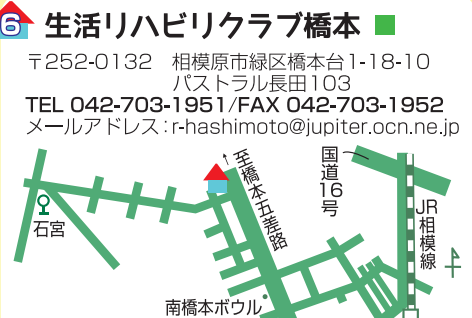 6 生活リハビリクラブ橋本
〒252-0132 相模原市緑区橋本台1-18-10
パストラル長田103
TEL 042-703-1951/FAX 042-703-1952
メールアドレス:r-hashimoto@jupiter.ocn.ne.jp
↑至橋本五差路
国道16号
JR相模線
石宮
南橋本ボウル